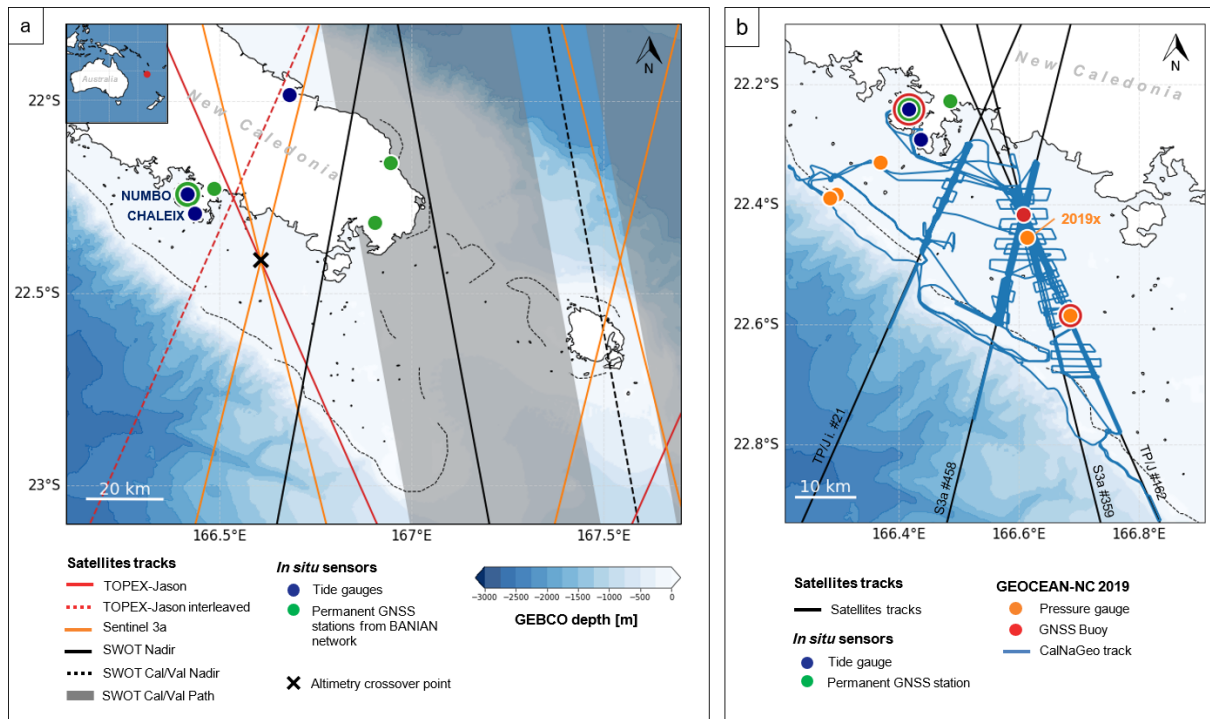 a
Australia
N
22°S
22.5°S
23°S
New Caledonia
NUMBO
CHALEIX
20 km
166.5°E
167°E
167.5°E
Satellites tracks
TOPEX-Jason
TOPEX-Jason interleaved
Sentinel 3a
SWOT Nadir
SWOT Cal/Val Nadir
SWOT Cal/Val Path
In situ sensors
Tide gauges
Permanent GNSS
stations from BANIAN
network
Altimetry crossover point
−3000 −2500 −2000 −1500 −1000 −500 0
GEBCO depth [m]
b
N
New Caledonia
22.2°S
22.4°S
22.6°S
22.8°S
2019x
TP/J i. #21
S3a #458
S3a #359
TP/J #162
10 km
166.4°E
166.6°E
166.8°E
Satellites tracks
Satellites tracks
In situ sensors
Tide gauge
Permanent GNSS station
GEOCEAN-NC 2019
Pressure gauge
GNSS Buoy
CalNaGeo track